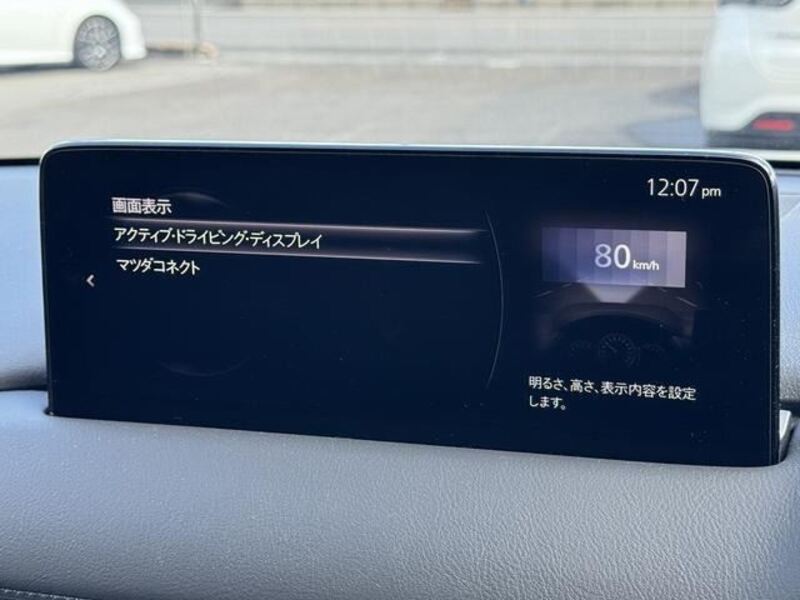 12:07 pm
画面表示
アクティブ・ドライビング・ディスプレイ
マツダコネクト
80 km/h
明るさ、高さ、表示内容を設定
します。